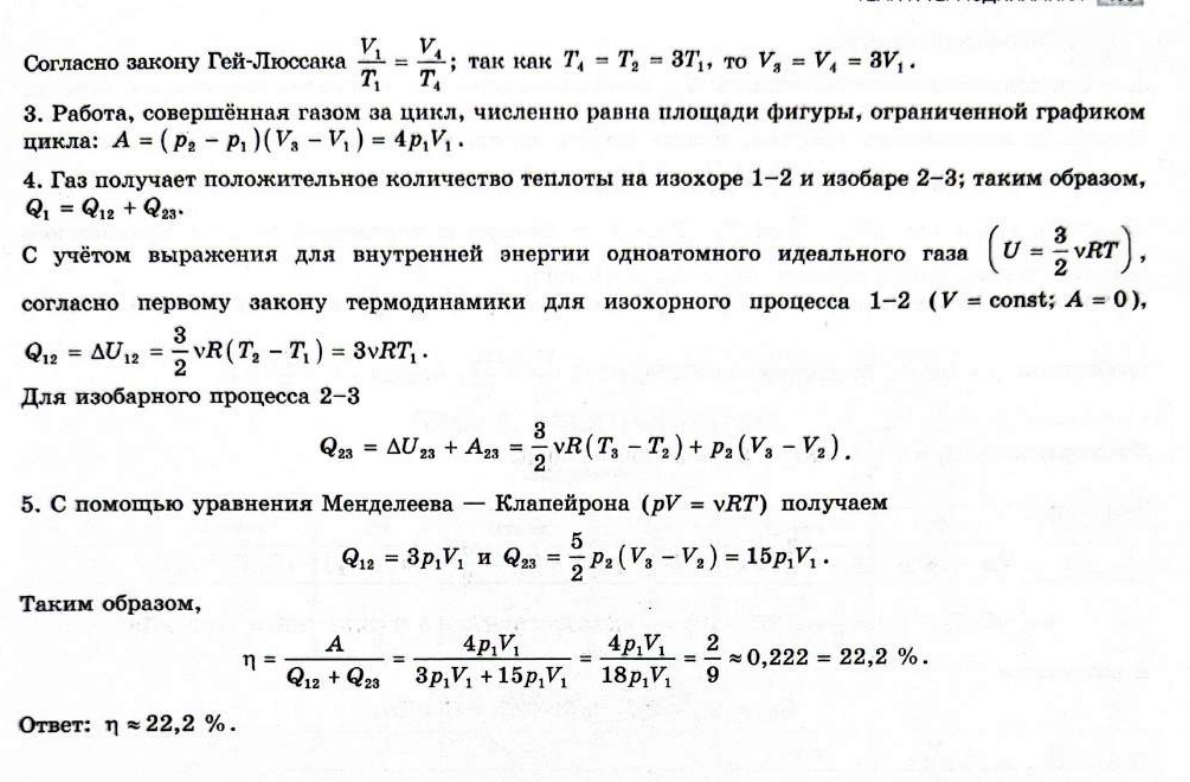 Согласно закону Гей-Люссака V₁/T₁ = V₄/T₄; так как T₄ = T₂ = 3T₁, то V₃ = V₄ = 3V₁.
3. Работа, совершённая газом за цикл, численно равна площади фигуры, ограниченной графиком
цикла: A = (p₂ – p₁)(V₃ – V₁) = 4p₁V₁.
4. Газ получает положительное количество теплоты на изохоре 1–2 и изобаре 2–3; таким образом,
Q₁ = Q₁₂ + Q₂₃.
С учётом выражения для внутренней энергии одноатомного идеального газа (U = 3/2 νRT),
согласно первому закону термодинамики для изохорного процесса 1–2 (V = const; A = 0),
Q₁₂ = ΔU₁₂ = 3/2 νR(T₂ – T₁) = 3νRT₁.
Для изобарного процесса 2–3
Q₂₃ = ΔU₂₃ + A₂₃ = 3/2 νR(T₃ – T₂) + p₂(V₃ – V₂).
5. С помощью уравнения Менделеева — Клапейрона (pV = νRT) получаем
Q₁₂ = 3p₁V₁ и Q₂₃ = 5/2 p₂(V₃ – V₂) = 15p₁V₁.
Таким образом,
η = A/(Q₁₂ + Q₂₃) = 4p₁V₁/(3p₁V₁ + 15p₁V₁) = 4p₁V₁/18p₁V₁ = 2/9 ≈ 0,222 = 22,2 %.
Ответ: η ≈ 22,2 %.